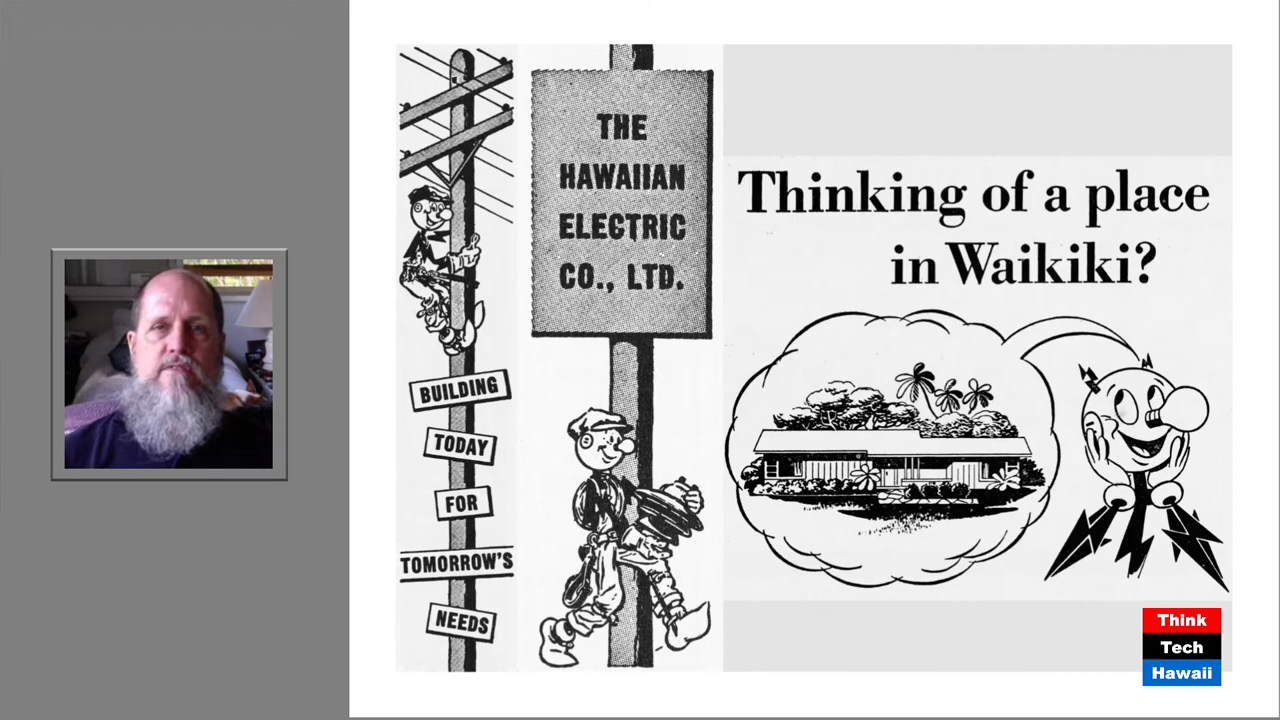 BUILDING
TODAY
FOR
TOMORROW'S
NEEDS
THE
HAWAIIAN
ELECTRIC
CO., LTD.
Thinking of a place
in Waikiki?
Think
Tech
Hawaii